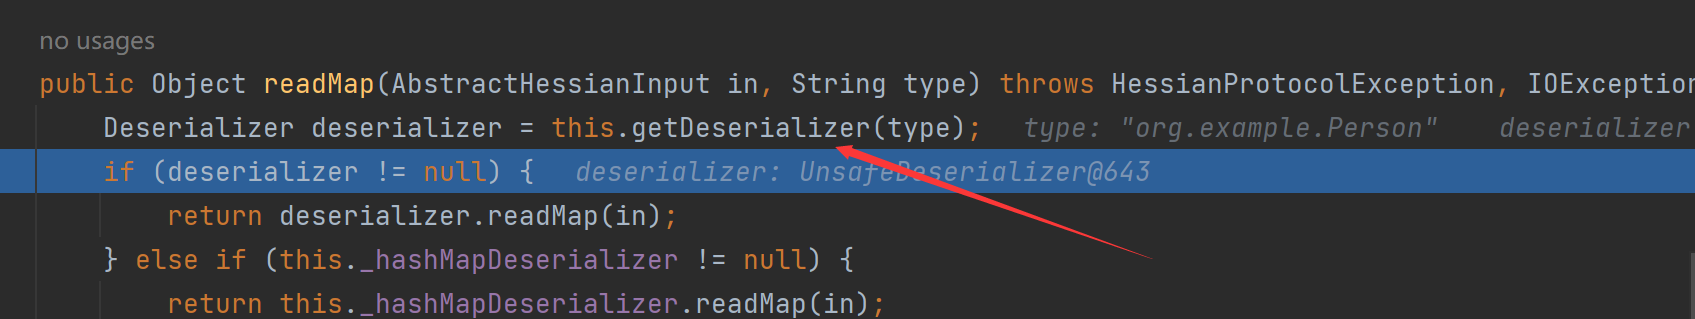 no usages
public Object readMap(AbstractHessianInput in, String type) throws HessianProtocolException, IOException
Deserializer deserializer = this.getDeserializer(type); type: "org.example.Person" deserializer
if (deserializer != null) { deserializer: UnsafeDeserializer@643
return deserializer.readMap(in);
} else if (this._hashMapDeserializer != null) {
return this._hashMapDeserializer.readMap(in);